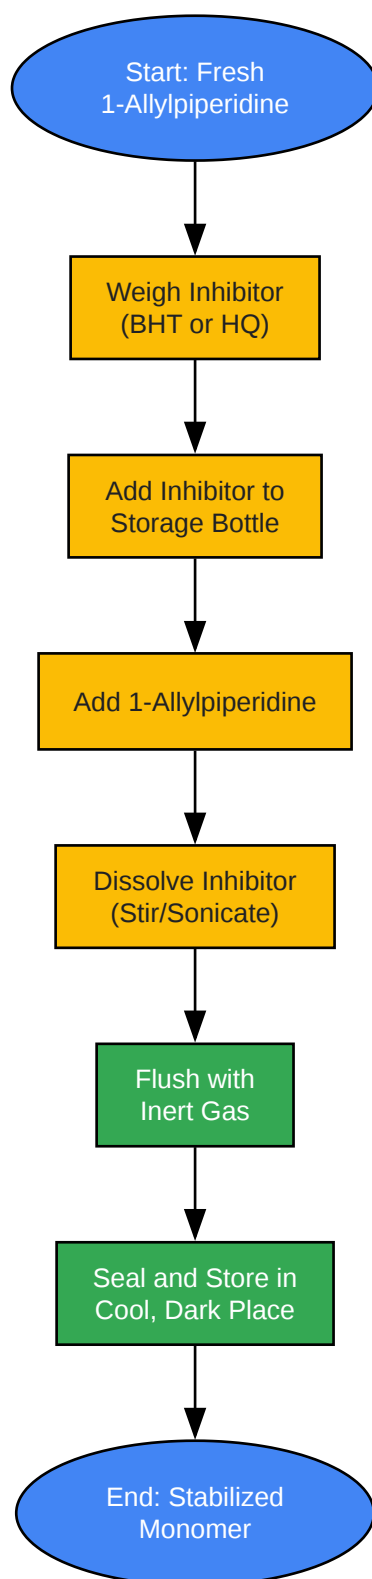 Start: Fresh
1-Allylpiperidine
Weigh Inhibitor
(BHT or HQ)
Add Inhibitor to
Storage Bottle
Add 1-Allylpiperidine
Dissolve Inhibitor
(Stir/Sonicate)
Flush with
Inert Gas
Seal and Store in
Cool, Dark Place
End: Stabilized
Monomer